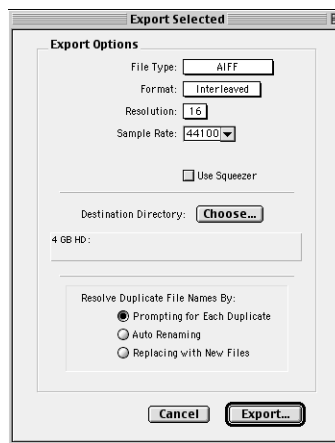 Export Selected
Export Options
File Type: AIFF
Format: Interleaved
Resolution: 16
Sample Rate: 44100
Use Squeezer
Destination Directory: Choose...
4 GB HD:
Resolve Duplicate File Names By:
Prompting for Each Duplicate
Auto Renaming
Replacing with New Files
Cancel Export...